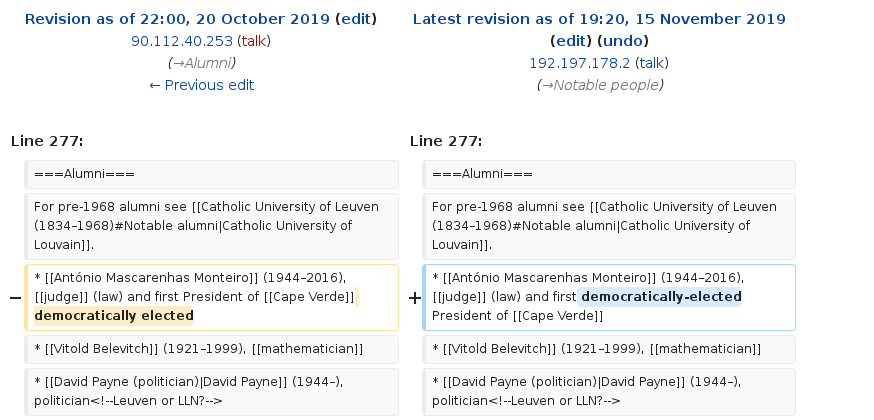 Revision as of 22:00, 20 October 2019 (edit)
90.112.40.253 (talk)
(→Alumni)
← Previous edit
Latest revision as of 19:20, 15 November 2019
(edit) (undo)
192.197.178.2 (talk)
(→Notable people)
Line 277:
Line 277:
===Alumni===
===Alumni===
For pre-1968 alumni see [[Catholic University of Leuven
(1834–1968)#Notable alumni|Catholic University of
Louvain]].
For pre-1968 alumni see [[Catholic University of Leuven
(1834–1968)#Notable alumni|Catholic University of
Louvain]].
−
* [[António Mascarenhas Monteiro]] (1944–2016),
[[judge]] (law) and first President of [[Cape Verde]]
democratically elected
+
* [[António Mascarenhas Monteiro]] (1944–2016),
[[judge]] (law) and first democratically-elected
President of [[Cape Verde]]
* [[Vitold Belevitch]] (1921–1999), [[mathematician]]
* [[Vitold Belevitch]] (1921–1999), [[mathematician]]
* [[David Payne (politician)|David Payne]] (1944–),
politician<!--Leuven or LLN?-->
* [[David Payne (politician)|David Payne]] (1944–),
politician<!--Leuven or LLN?-->